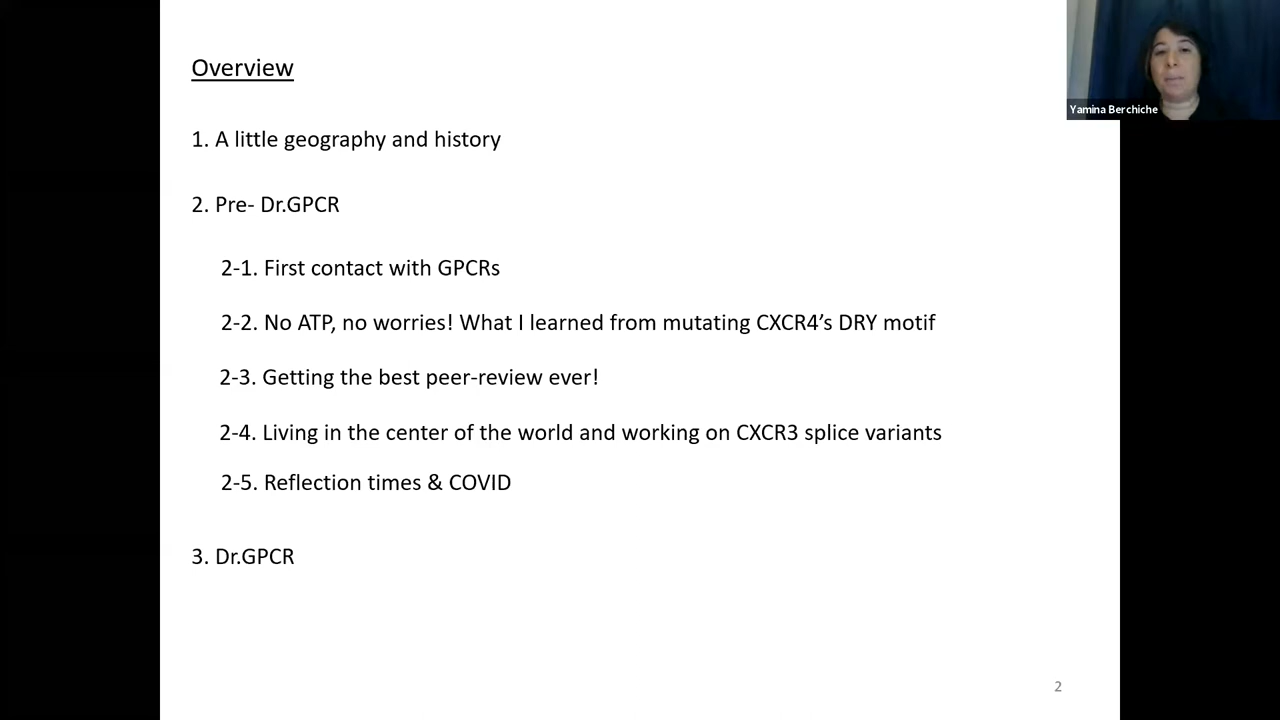 Overview
Yamina Berchiche
1. A little geography and history
2. Pre- Dr.GPCR
2-1. First contact with GPCRs
2-2. No ATP, no worries! What I learned from mutating CXCR4’s DRY motif
2-3. Getting the best peer-review ever!
2-4. Living in the center of the world and working on CXCR3 splice variants
2-5. Reflection times & COVID
3. Dr.GPCR
2